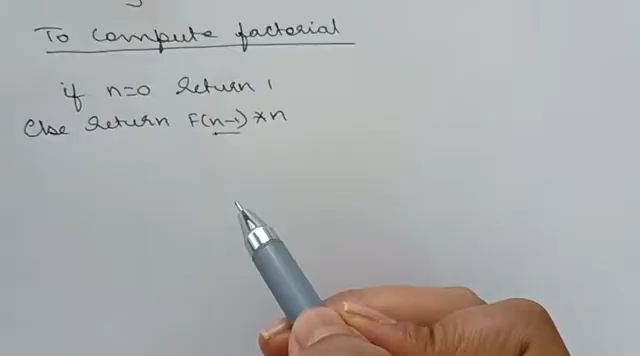 To compute factorial
if n=0 return 1
Else return F(n-1)*n